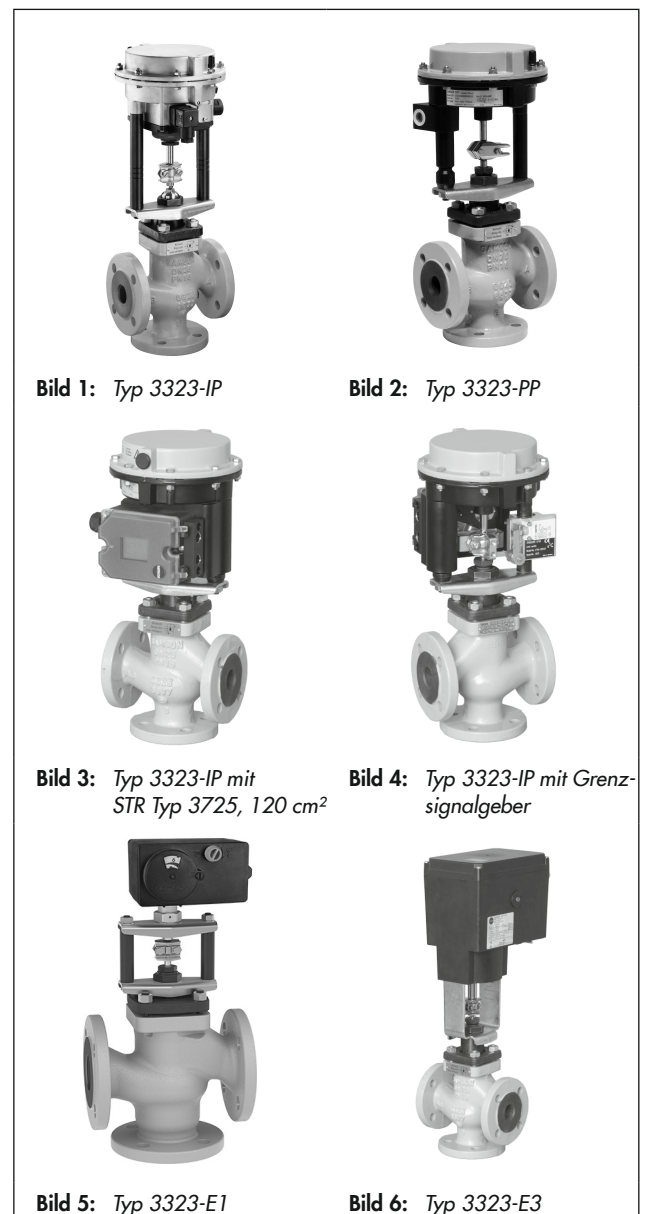 Bild 1: Typ 3323-IP
Bild 2: Typ 3323-PP
Bild 3: Typ 3323-IP mit
STR Typ 3725, 120 cm²
Bild 4: Typ 3323-IP mit Grenz-
signalgeber
Bild 5: Typ 3323-E1
Bild 6: Typ 3323-E3